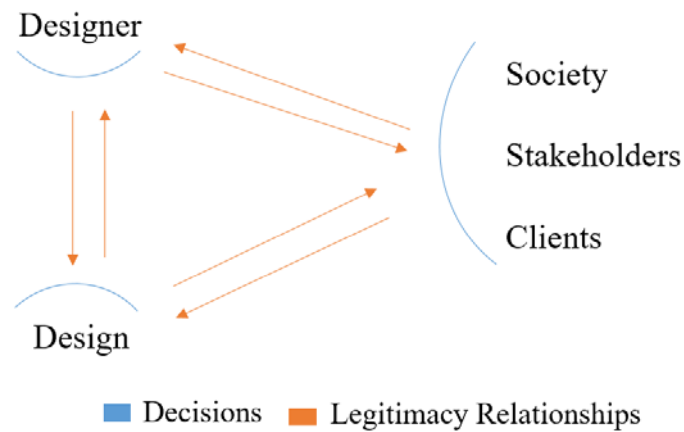 Designer
Society
Stakeholders
Clients
Design
Decisions
Legitimacy Relationships